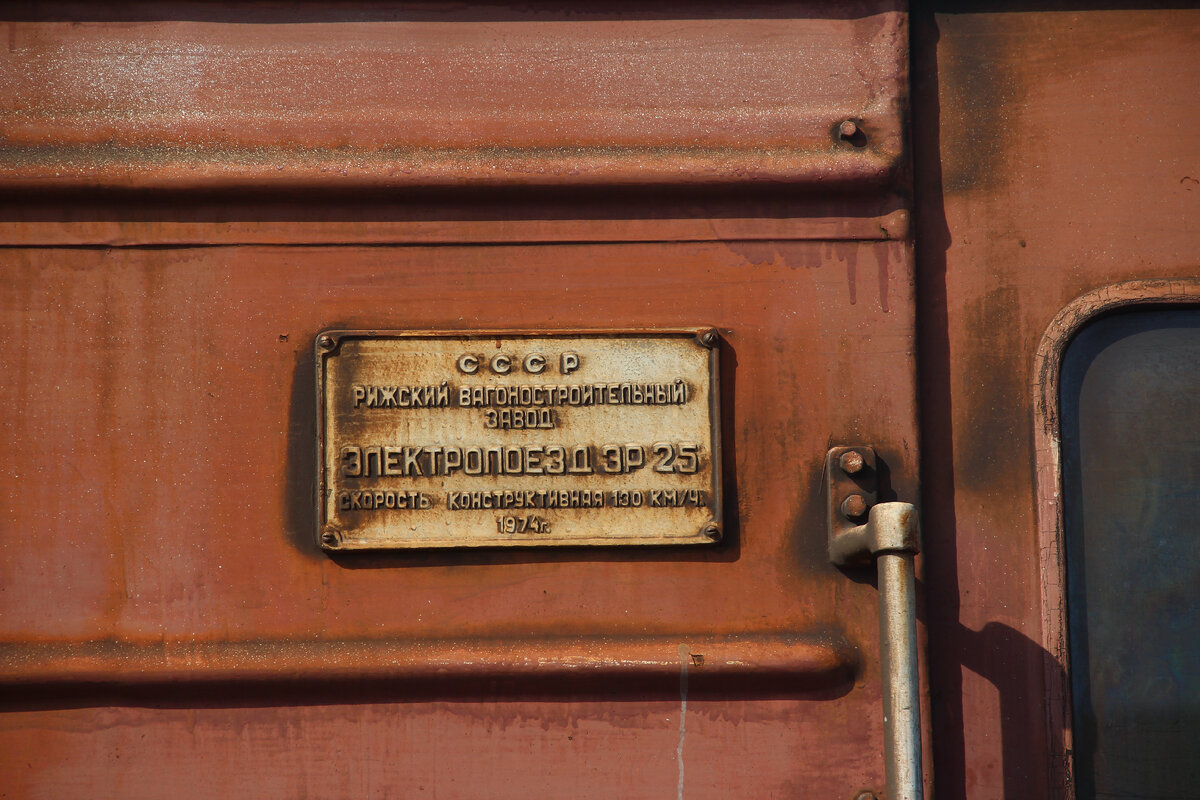 СССР
РИЖСКИЙ ВАГОНОСТРОИТЕЛЬНЫЙ
ЗАВОД
ЭЛЕКТРОПОЕЗД ЭР 25
СКОРОСТЬ КОНСТРУКТИВНАЯ 130 КМ/Ч.
1974г.